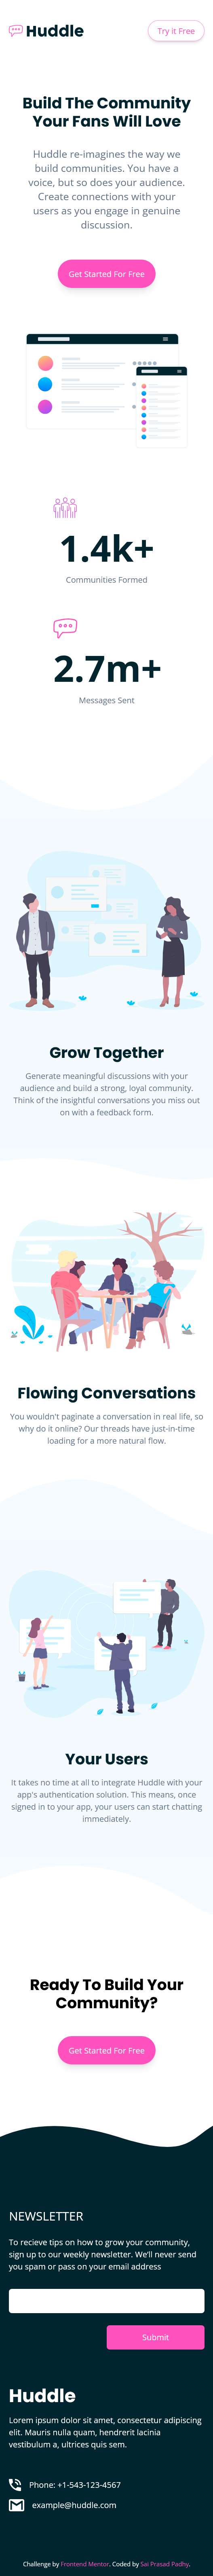 Huddle
Try it Free
Build The Community
Your Fans Will Love
Huddle re-imagines the way we
build communities. You have a
voice, but so does your audience.
Create connections with your
users as you engage in genuine
discussion.
Get Started For Free
1.4k+
Communities Formed
2.7m+
Messages Sent
Grow Together
Generate meaningful discussions with your
audience and build a strong, loyal community.
Think of the insightful conversations you miss out
on with a feedback form.
Flowing Conversations
You wouldn't paginate a conversation in real life, so
why do it online? Our threads have just-in-time
loading for a more natural flow.
Your Users
It takes no time at all to integrate Huddle with your
app's authentication solution. This means, once
signed in to your app, your users can start chatting
immediately.
Ready To Build Your
Community?
Get Started For Free
NEWSLETTER
To recieve tips on how to grow your community,
sign up to our weekly newsletter. We'll never send
you spam or pass on your email address
Submit
Huddle
Lorem ipsum dolor sit amet, consectetur adipiscing
elit. Mauris nulla quam, hendrerit lacinia
vestibulum a, ultrices quis sem.
Phone: +1-543-123-4567
example@huddle.com
Challenge by Frontend Mentor. Coded by Sai Prasad Padhy.